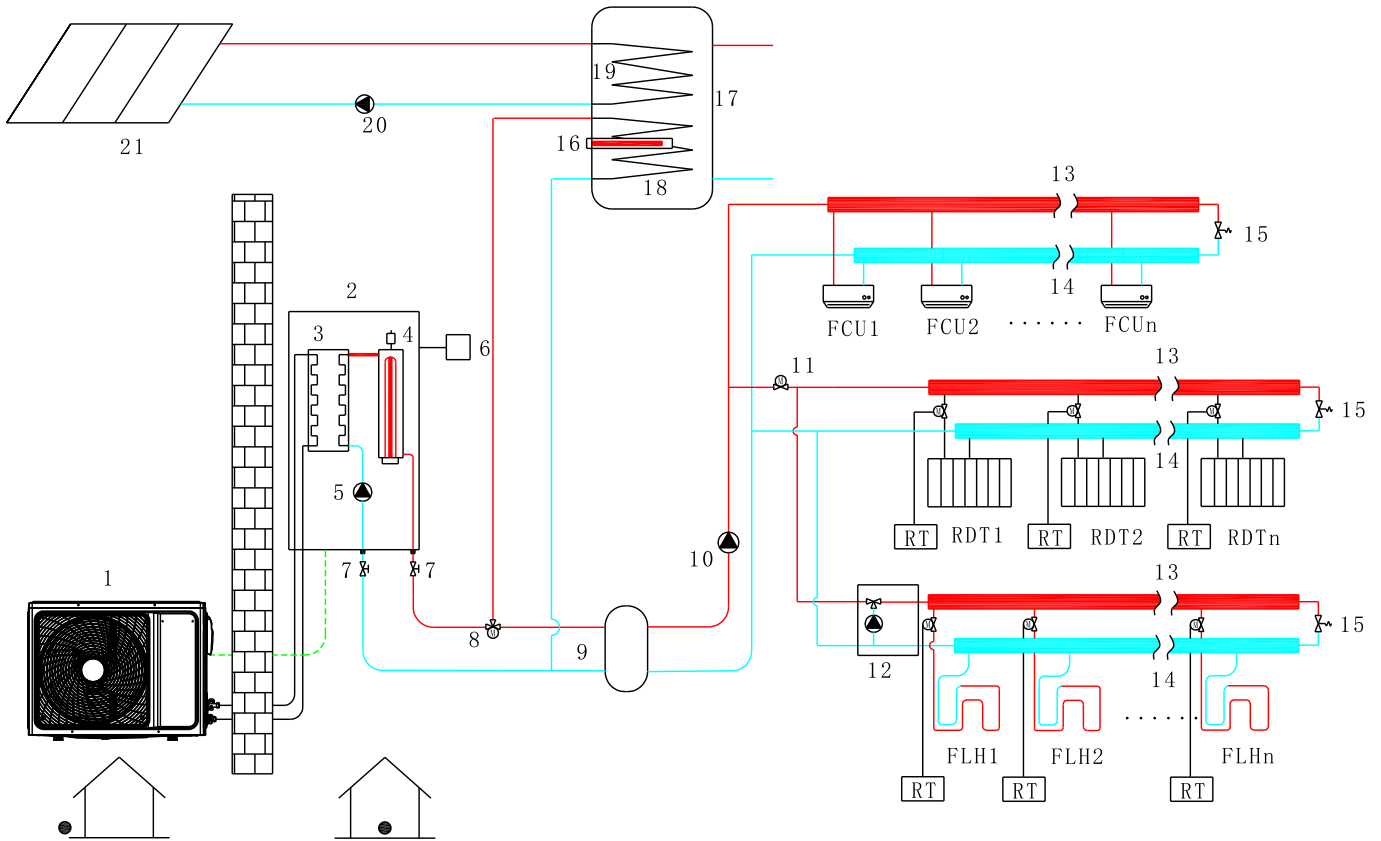 19
17
20
21
16
18
13
15
14
FCU1 FCU2 ...... FCUn
2
3 4 6
11
13
M
15
M M M
14
5
RT RDT1 RT RDT2 RT RDTn
10
7 7
1
13
8 M
9
M M M
15
12
14
FLH1 FLH2 ...... FLHn
RT RT RT